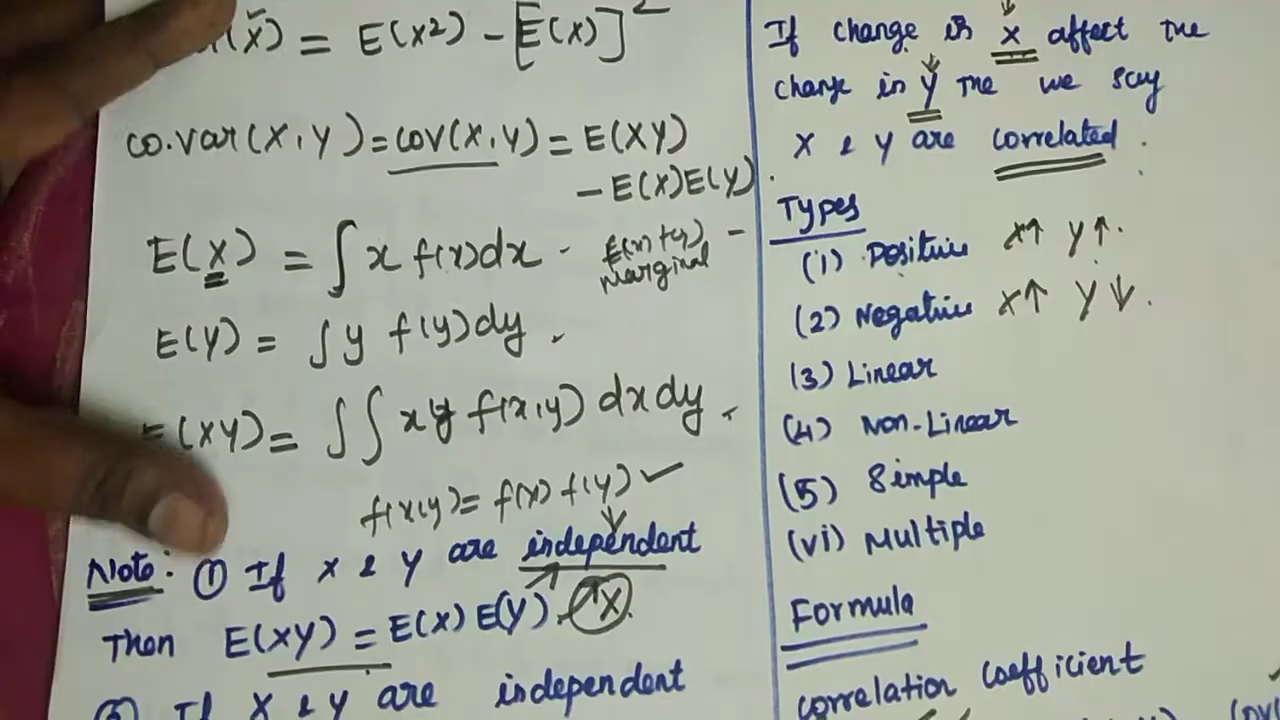 (x̄) = E(x²) - [E(x)]²
co.var(X,Y) = cov(X,Y) = E(XY)
- E(X)E(Y).
E(X) = ∫ x f(x)dx -
marginal
E(Y) = ∫ y f(y)dy.
E(XY) = ∫∫ xy f(x,y) dx dy.
f(x,y) = f(x) f(y) ✓
Note: ① If X & Y are independent
Then E(XY) = E(X) E(Y).
If X & Y are independent
If change in x affect the
change in y the we say
x & y are correlated.
Types
(1) Positive X↑ Y↑.
(2) Negative X↑ Y↓.
(3) Linear
(4) Non-Linear
(5) Simple
(vi) Multiple
Formula
correlation coefficient